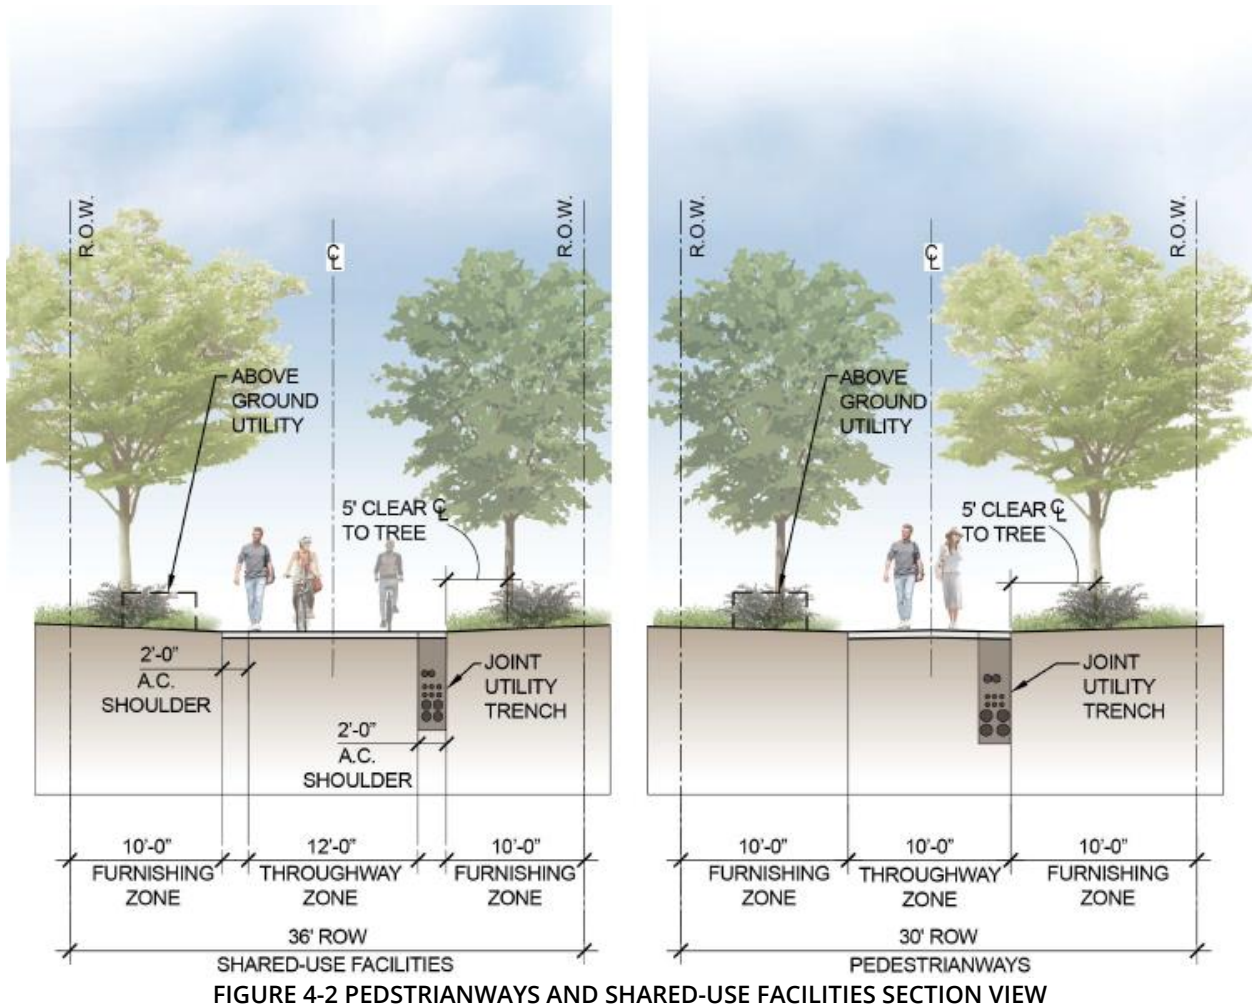 R.O.W.
℄
R.O.W.
ABOVE
GROUND
UTILITY
5' CLEAR ℄
TO TREE
2'-0"
A.C.
SHOULDER
JOINT
UTILITY
TRENCH
2'-0"
A.C.
SHOULDER
10'-0"
FURNISHING
ZONE
12'-0"
THROUGHWAY
ZONE
10'-0"
FURNISHING
ZONE
36' ROW
SHARED-USE FACILITIES
R.O.W.
℄
R.O.W.
ABOVE
GROUND
UTILITY
5' CLEAR ℄
TO TREE
JOINT
UTILITY
TRENCH
10'-0"
FURNISHING
ZONE
10'-0"
THROUGHWAY
ZONE
10'-0"
FURNISHING
ZONE
30' ROW
PEDESTRIANWAYS
FIGURE 4-2 PEDSTRIANWAYS AND SHARED-USE FACILITIES SECTION VIEW